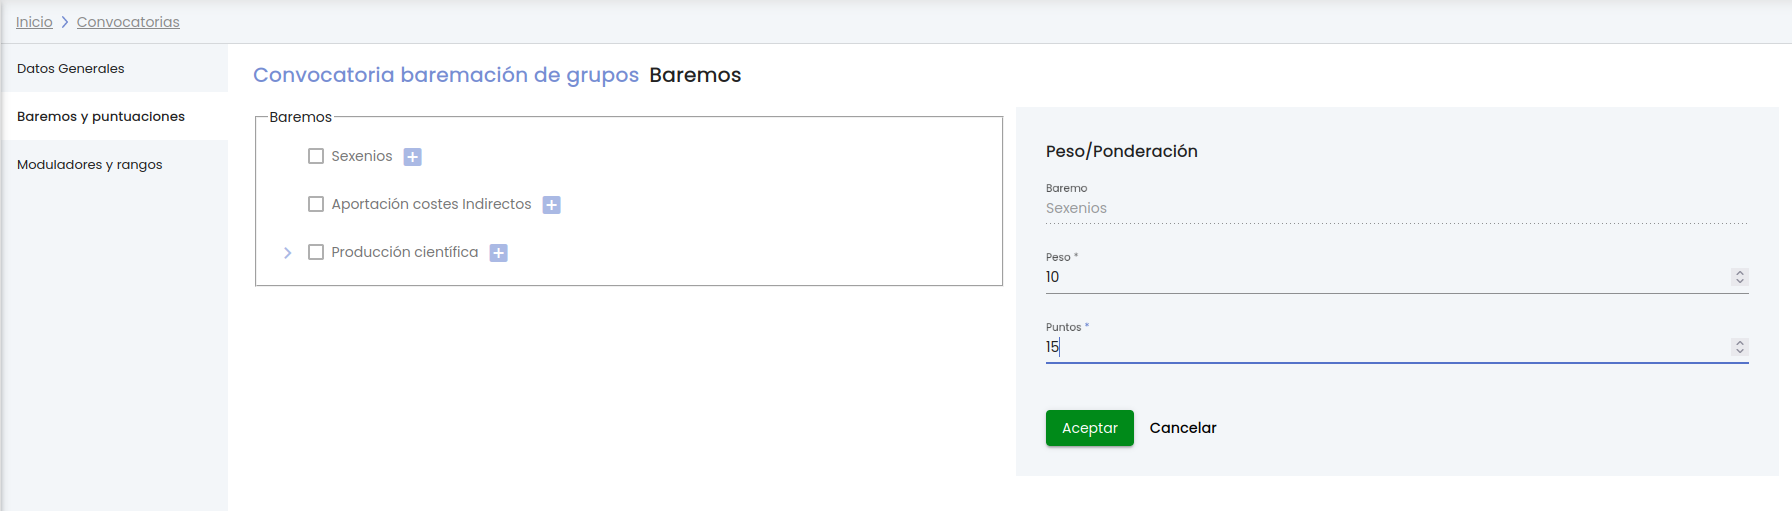 Inicio > Convocatorias
Datos Generales
Baremos y puntuaciones
Moduladores y rangos
Convocatoria baremación de grupos Baremos
Baremos
Sexenios
Aportación costes Indirectos
Producción científica
Peso/Ponderación
Baremo
Sexenios
Peso *
10
Puntos *
15
Aceptar Cancelar